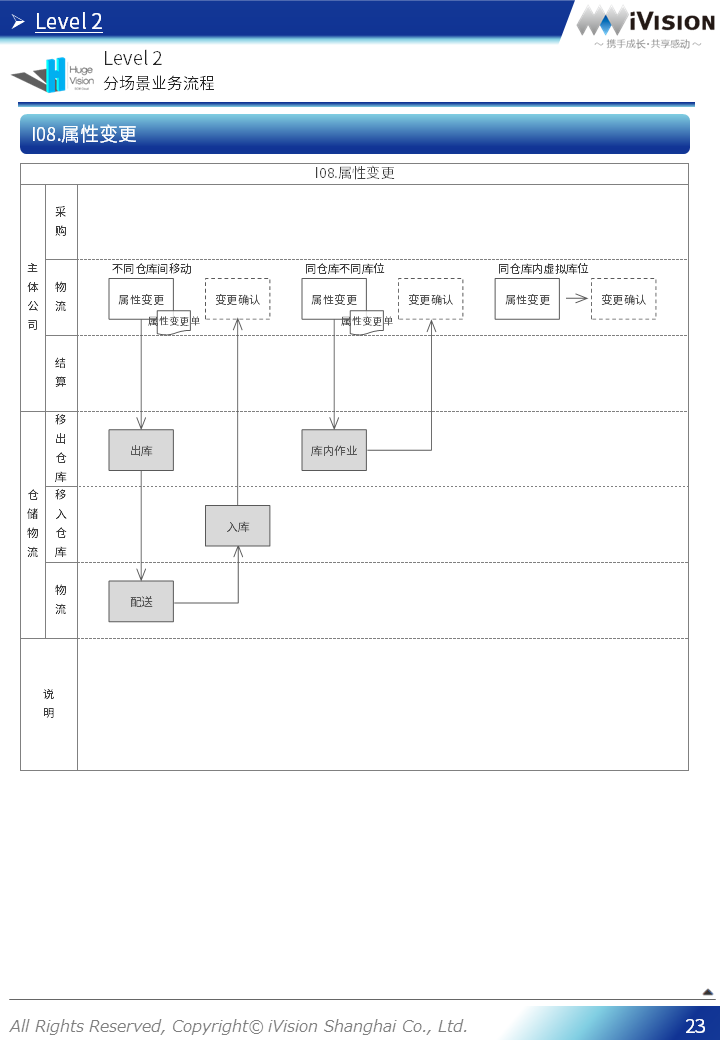 Level 2
iVISION
～ 携手成长·共享感动 ～
Huge
Vision
Level 2
分场景业务流程
I08.属性变更
I08.属性变更
主体公司
采购
物流
不同仓库间移动
同仓库不同库位
同仓库内虚拟库位
属性变更
变更确认
属性变更
变更确认
属性变更
变更确认
属性变更单
属性变更单
结算
仓储物流
移出仓库
出库
库内作业
移入仓库
入库
物流
配送
说明
All Rights Reserved, Copyright© iVision Shanghai Co., Ltd.
23